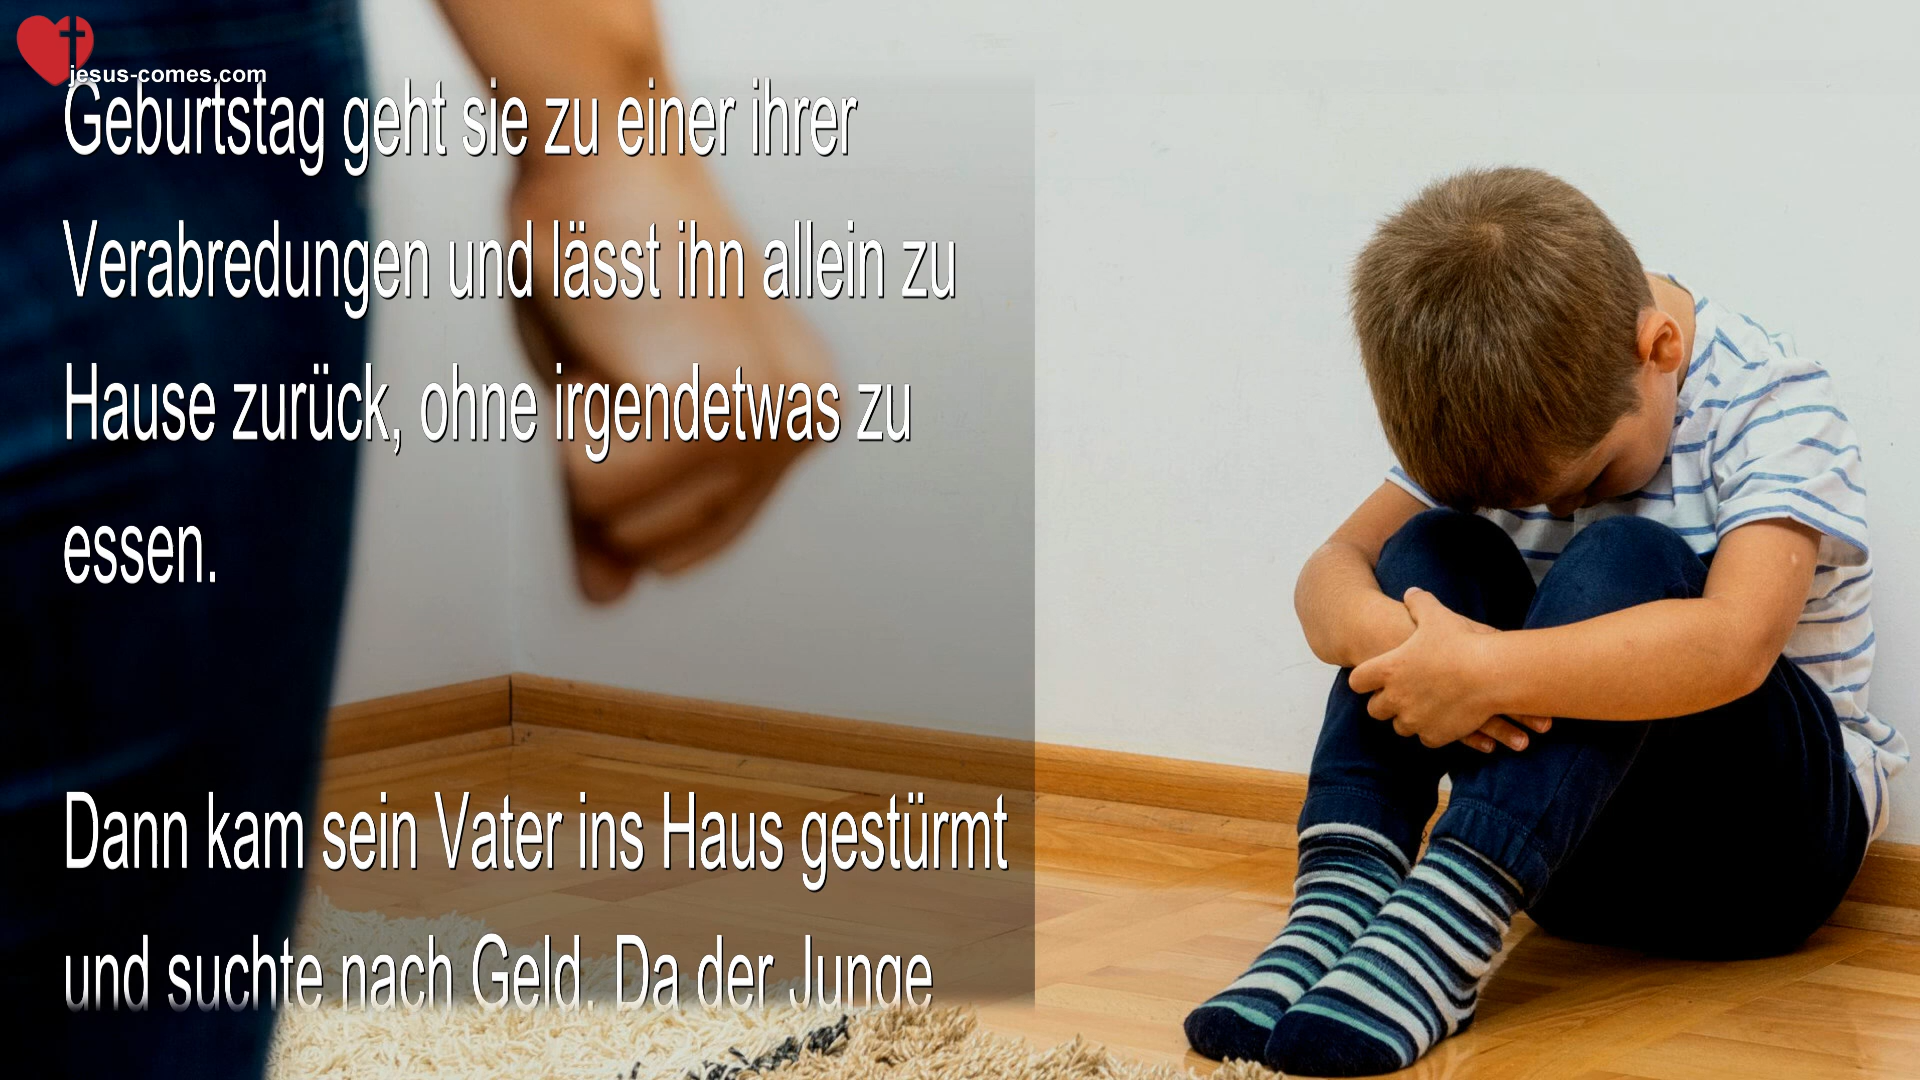 jesus-comes.com
Geburtstag geht sie zu einer ihrer
Verabredungen und lässt ihn allein zu
Hause zurück, ohne irgendetwas zu
essen.
Dann kam sein Vater ins Haus gestürmt
und suchte nach Geld. Da der Junge